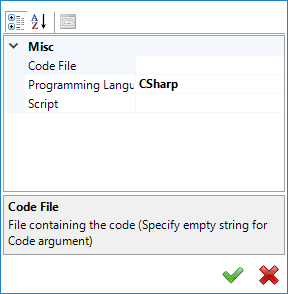 Misc
Code File
Programming Langu CSharp
Script
Code File
File containing the code (Specify empty string for
Code argument)